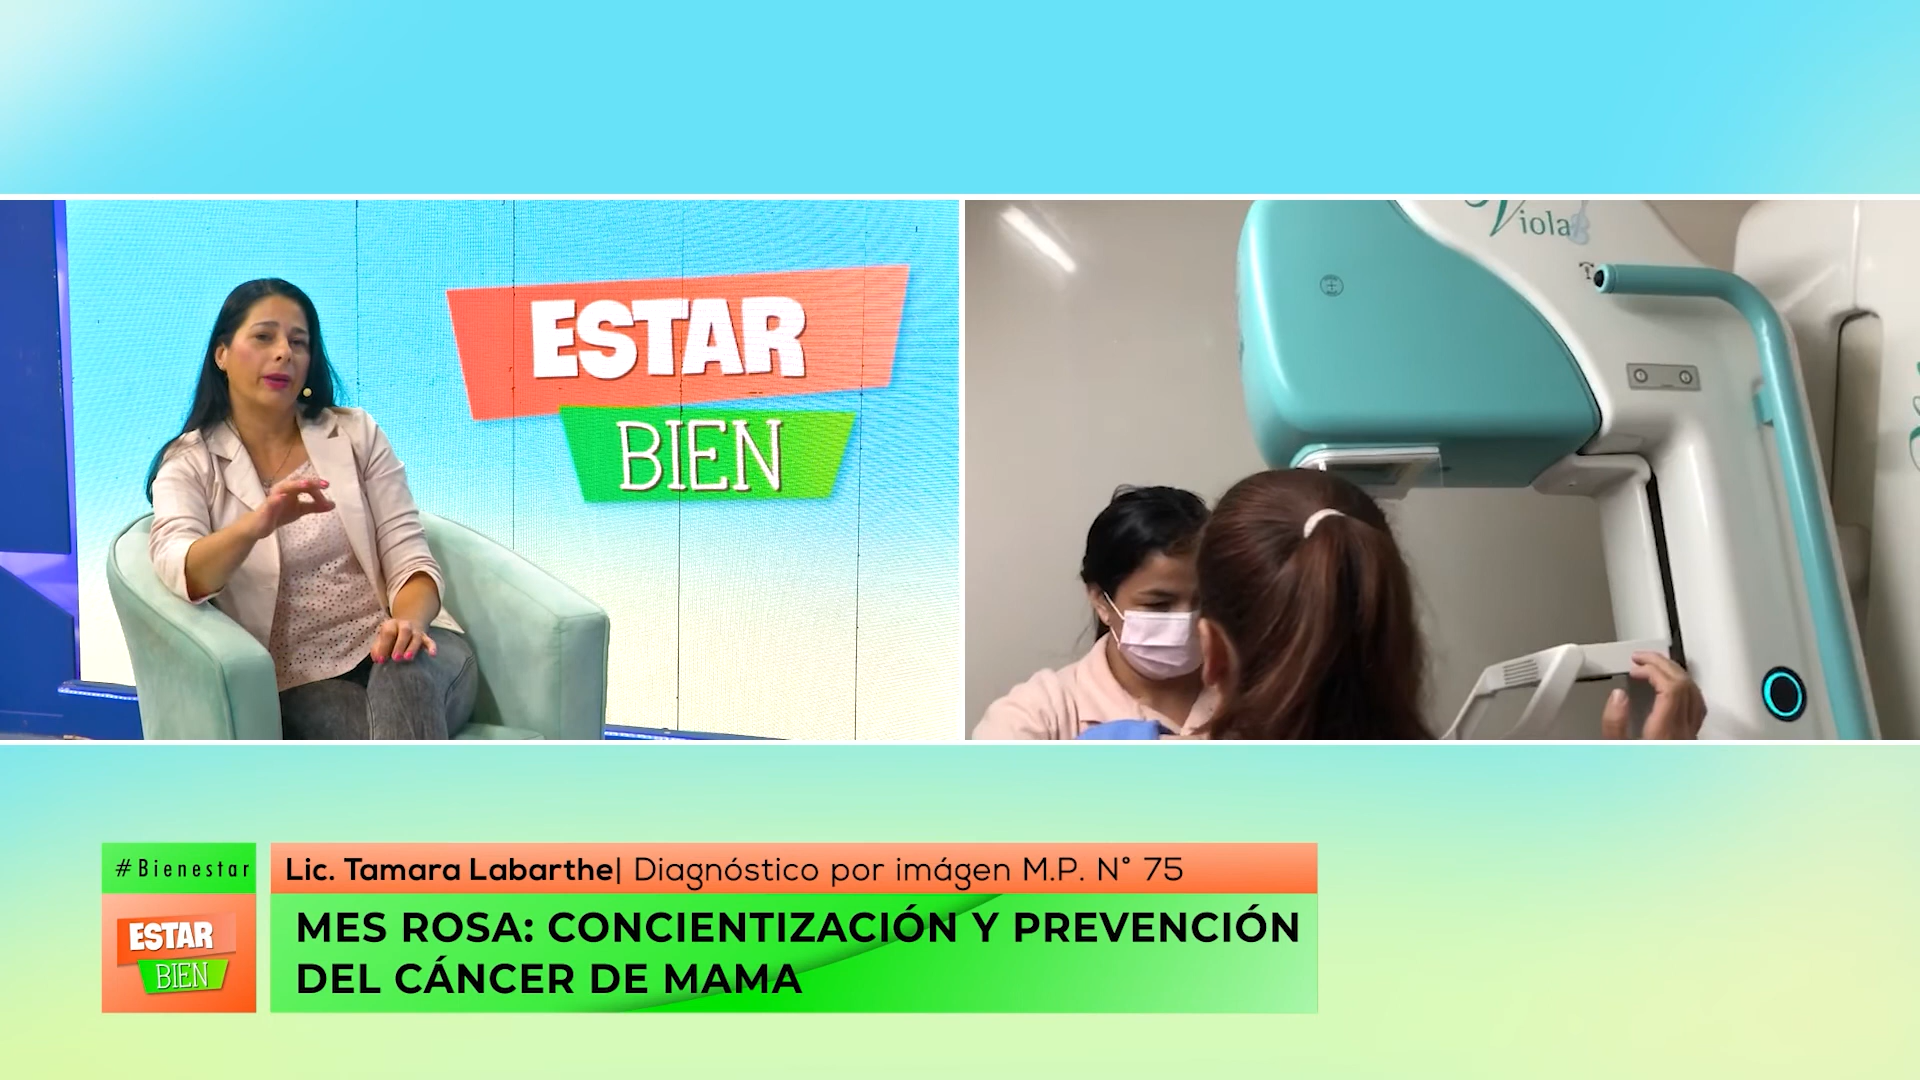 ESTAR
BIEN
Viola
#Bienestar
Lic. Tamara Labarthe| Diagnóstico por imágen M.P. N° 75
ESTAR
BIEN
MES ROSA: CONCIENTIZACIÓN Y PREVENCIÓN
DEL CÁNCER DE MAMA